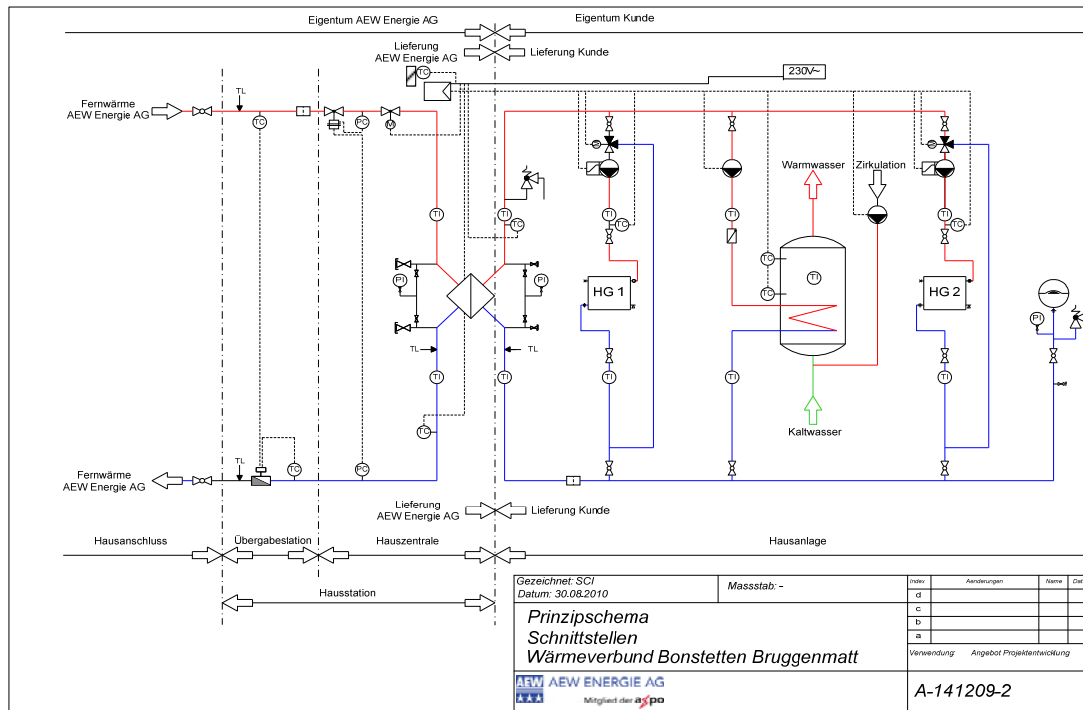 Eigentum AEW Energie AG
Eigentum Kunde
Lieferung
AEW Energie AG
Lieferung Kunde
230V~
TC
Fernwärme
AEW Energie AG
TL
TC
PC
M
Warmwasser
Zirkulation
TI
TI
TI
TI
TI
TC
TC
TC
TC
TC
TI
PI
PI
HG 1
HG 2
PI
TL
TL
TI
TI
TI
TI
TI
TC
Kaltwasser
Fernwärme
AEW Energie AG
TL
TC
PC
Lieferung
AEW Energie AG
Lieferung Kunde
Hausanschluss
Übergabestation
Hauszentrale
Hausanlage
Hausstation
Gezeichnet: SCI
Datum: 30.08.2010
Massstab: -
Index
Aenderungen
Name
Dat
d
c
b
a
Prinzipschema
Schnittstellen
Wärmeverbund Bonstetten Bruggenmatt
Verwendung: Angebot Projektentwicklung
AEW
AEW ENERGIE AG
Mitglied der axpo
A-141209-2